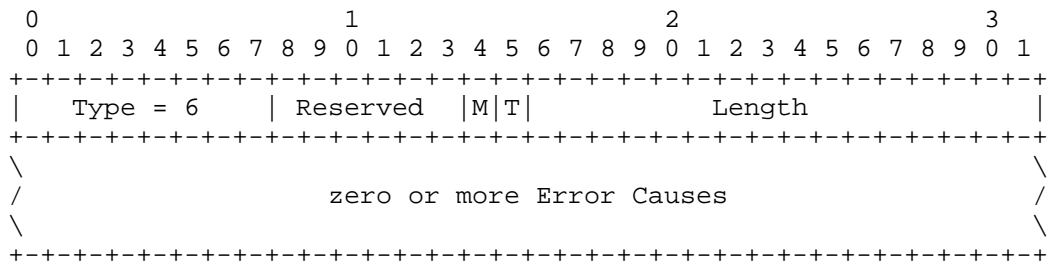 0                   1                   2                   3
 0 1 2 3 4 5 6 7 8 9 0 1 2 3 4 5 6 7 8 9 0 1 2 3 4 5 6 7 8 9 0 1
+-+-+-+-+-+-+-+-+-+-+-+-+-+-+-+-+-+-+-+-+-+-+-+-+-+-+-+-+-+-+-+-+
|   Type = 6    | Reserved  |M|T|           Length              |
+-+-+-+-+-+-+-+-+-+-+-+-+-+-+-+-+-+-+-+-+-+-+-+-+-+-+-+-+-+-+-+-+
\                                                               \
/                   zero or more Error Causes                   /
\                                                               \
+-+-+-+-+-+-+-+-+-+-+-+-+-+-+-+-+-+-+-+-+-+-+-+-+-+-+-+-+-+-+-+-+